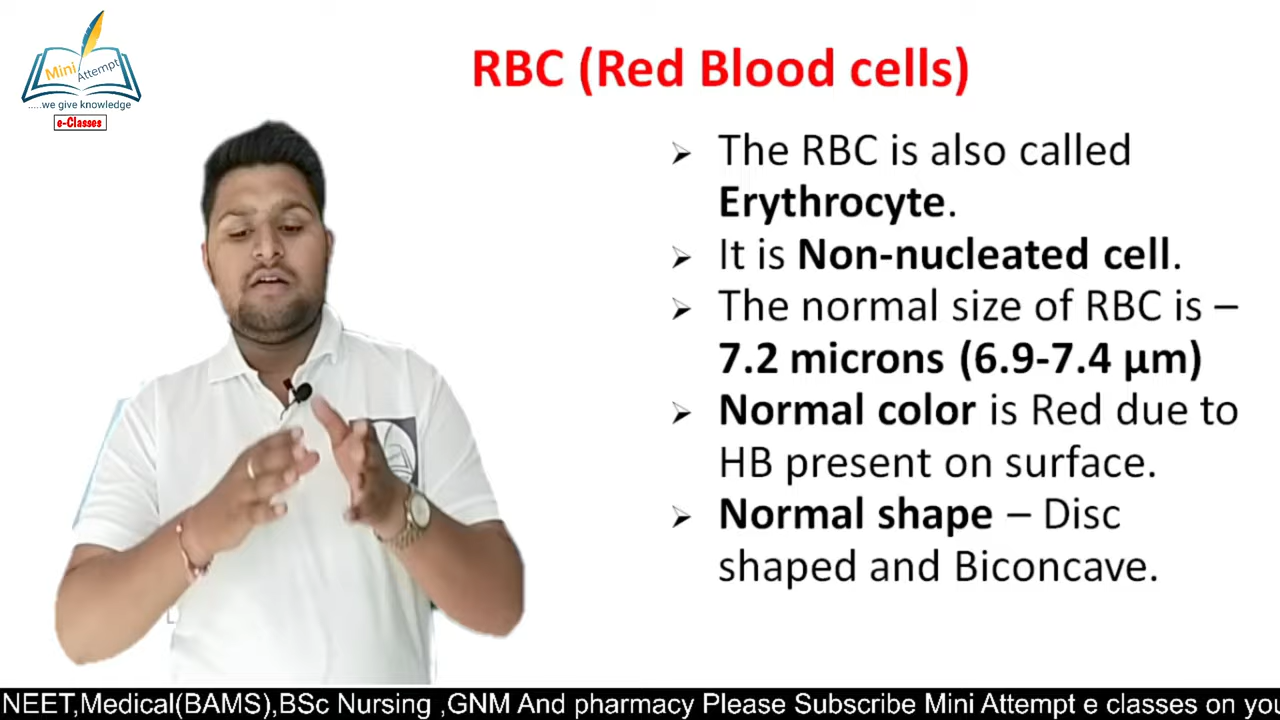 Mini
Attempt
.....we give knowledge
e-Classes
RBC (Red Blood cells)
➢ The RBC is also called
Erythrocyte.
➢ It is Non-nucleated cell.
➢ The normal size of RBC is –
7.2 microns (6.9-7.4 µm)
➢ Normal color is Red due to
HB present on surface.
➢ Normal shape – Disc
shaped and Biconcave.
NEET,Medical(BAMS),BSc Nursing ,GNM And pharmacy Please Subscribe Mini Attempt e classes on you